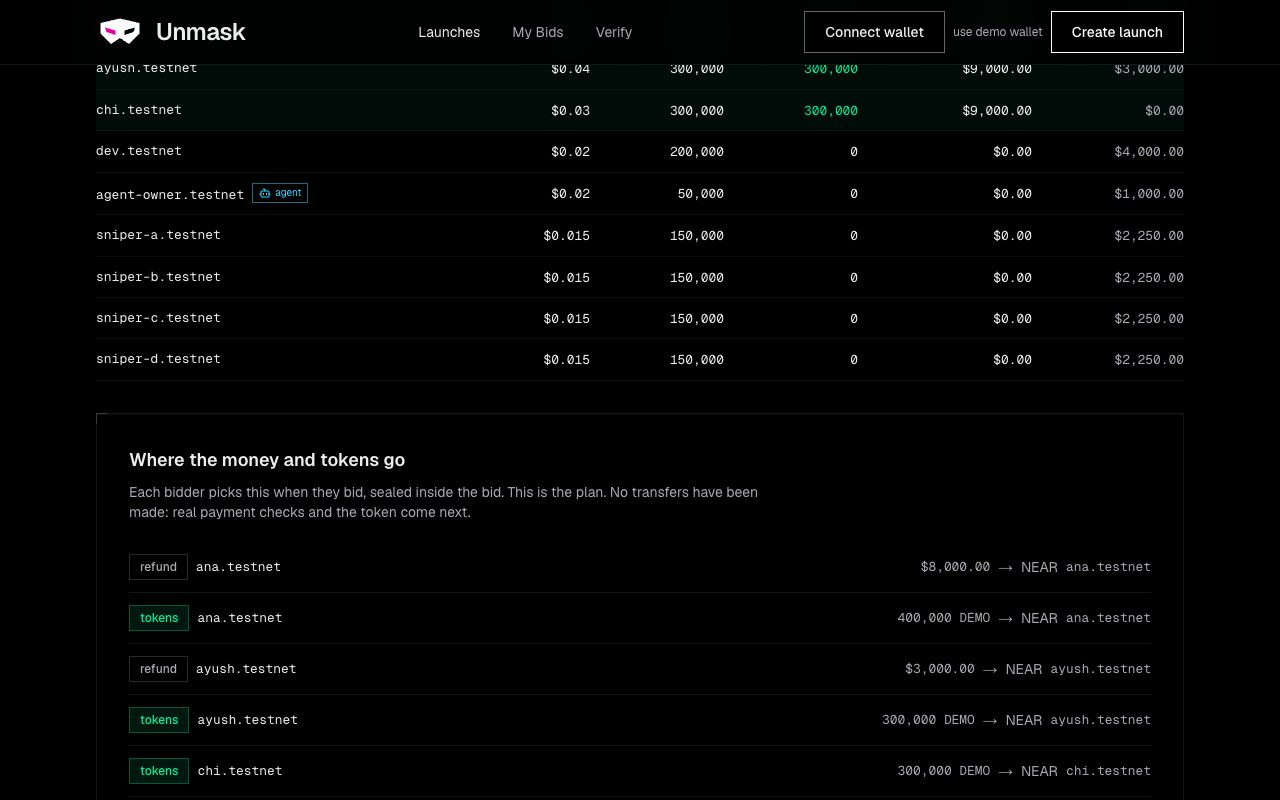 Unmask Launches My Bids Verify Connect wallet use demo wallet Create launch
ayush.testnet $0.04 300,000 300,000 $9,000.00 $3,000.00
chi.testnet $0.03 300,000 300,000 $9,000.00 $0.00
dev.testnet $0.02 200,000 0 $0.00 $4,000.00
agent-owner.testnet agent $0.02 50,000 0 $0.00 $1,000.00
sniper-a.testnet $0.015 150,000 0 $0.00 $2,250.00
sniper-b.testnet $0.015 150,000 0 $0.00 $2,250.00
sniper-c.testnet $0.015 150,000 0 $0.00 $2,250.00
sniper-d.testnet $0.015 150,000 0 $0.00 $2,250.00
Where the money and tokens go
Each bidder picks this when they bid, sealed inside the bid. This is the plan. No transfers have been
made: real payment checks and the token come next.
refund ana.testnet $8,000.00 → NEAR ana.testnet
tokens ana.testnet 400,000 DEMO → NEAR ana.testnet
refund ayush.testnet $3,000.00 → NEAR ayush.testnet
tokens ayush.testnet 300,000 DEMO → NEAR ayush.testnet
tokens chi.testnet 300,000 DEMO → NEAR chi.testnet